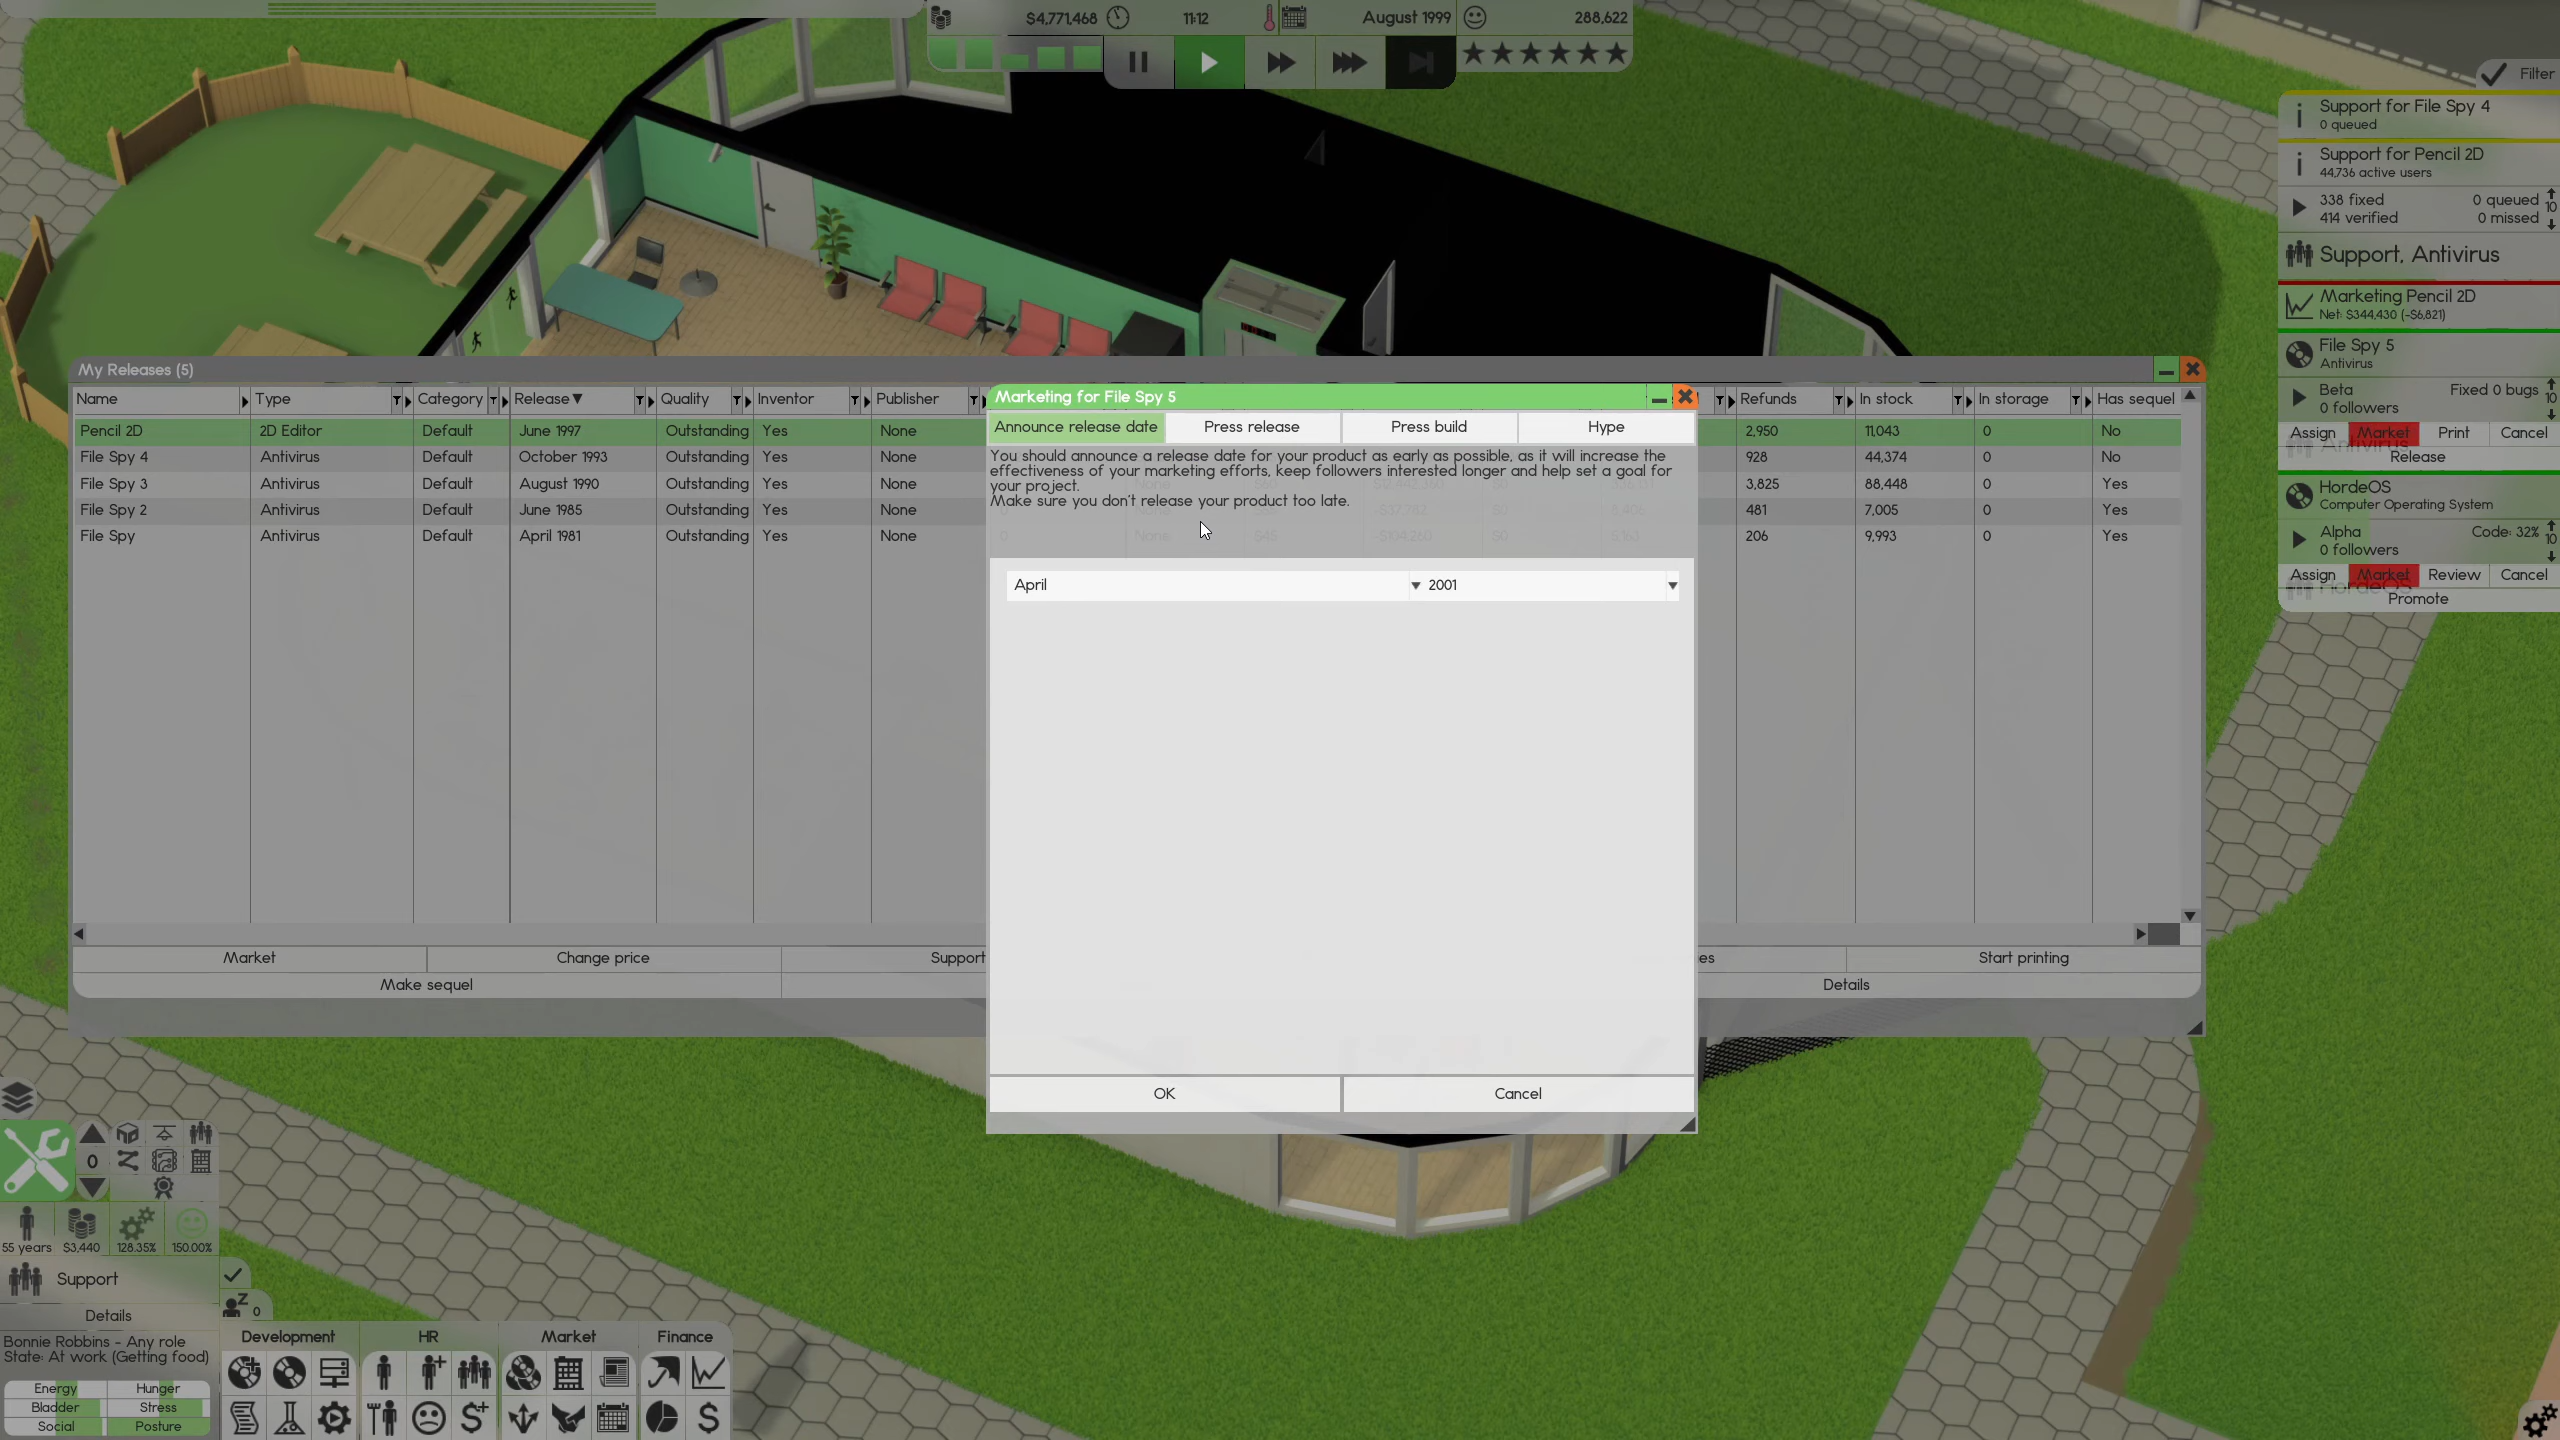 $4,771,468
11:12
August 1999
288,622
Filter
Support for File Spy 4
0 queued
Support for Pencil 2D
44,736 active users
338 fixed 0 queued
414 verified 0 missed
10
Support, Antivirus
Marketing Pencil 2D
Net: $344,430 (-$6,821)
File Spy 5
Antivirus
Beta Fixed 0 bugs
0 followers
10
Assign Market Print Cancel
Antivirus
Release
HordeOS
Computer Operating System
Alpha Code: 32%
0 followers
10
Assign Market Review Cancel
HordeOS
Promote
My Releases (5)
Name Type Category Release Quality Inventor Publisher Refunds In stock In storage Has sequel
Pencil 2D 2D Editor Default June 1997 Outstanding Yes None 2,950 11,043 0 No
File Spy 4 Antivirus Default October 1993 Outstanding Yes None 928 44,374 0 No
File Spy 3 Antivirus Default August 1990 Outstanding Yes None 3,825 88,448 0 Yes
File Spy 2 Antivirus Default June 1985 Outstanding Yes None 481 7,005 0 Yes
File Spy Antivirus Default April 1981 Outstanding Yes None 206 9,993 0 Yes
Market Change price Support es Start printing
Make sequel Details
Marketing for File Spy 5
Announce release date Press release Press build Hype
You should announce a release date for your product as early as possible, as it will increase the
effectiveness of your marketing efforts, keep followers interested longer and help set a goal for
your project.
Make sure you don't release your product too late.
April 2001
OK Cancel
0
55 years $3,440 128.35% 150.00%
Support
Details
Z 0
Bonnie Robbins - Any role
State: At work (Getting food)
Energy Hunger
Bladder Stress
Social Posture
Development HR Market Finance